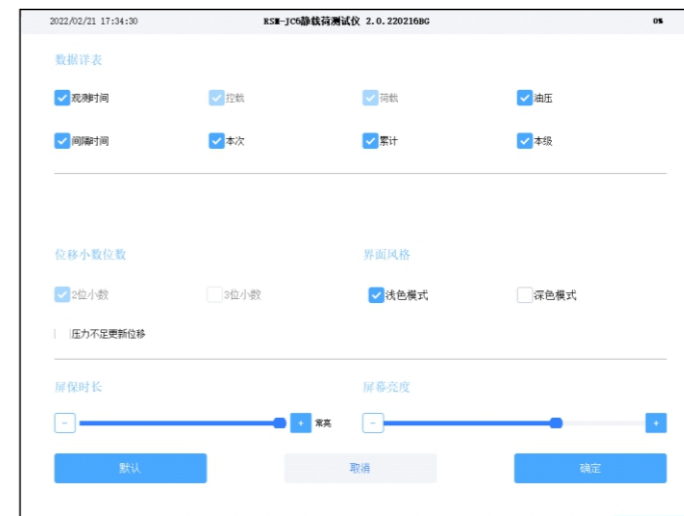 2022/02/21 17:34:30 RSM-JC6静载荷测试仪 2.0.220216BG 0%
数据详表
观测时间 控载 荷载 油压
间隔时间 本次 累计 本级
位移小数位数 界面风格
2位小数 3位小数 浅色模式 深色模式
压力不足更新位移
屏保时长 屏幕亮度
- + 常亮 - +
默认 取消 确定